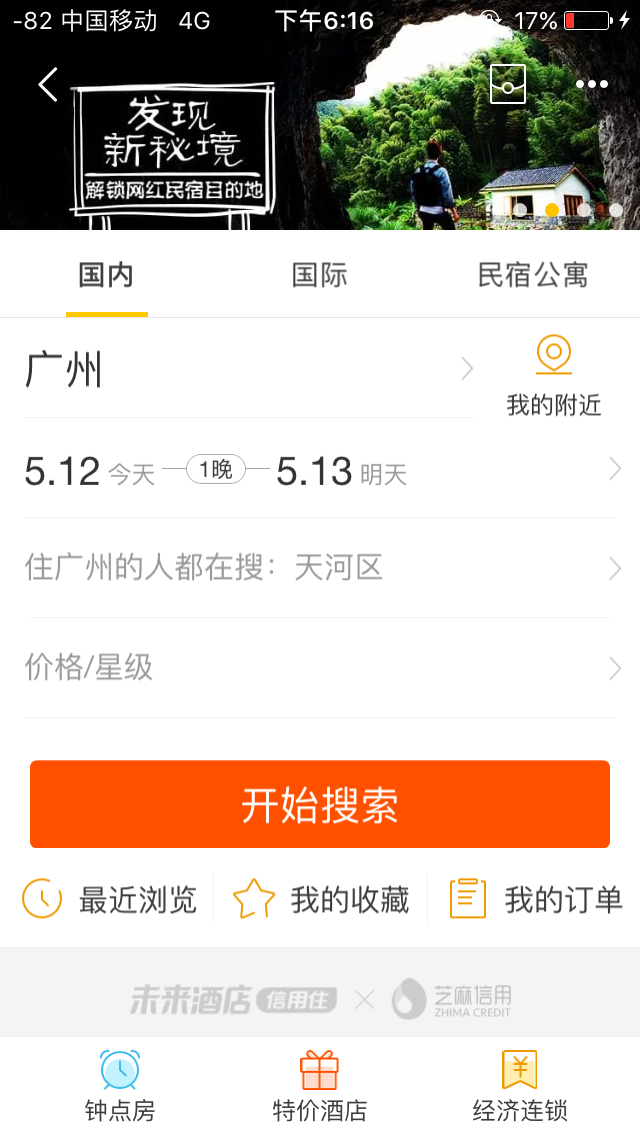 -82 中国移动 4G 下午6:16 17%
发现
新秘境
解锁网红民宿目的地
国内 国际 民宿公寓
广州
我的附近
5.12 今天 1晚 5.13 明天
住广州的人都在搜：天河区
价格/星级
开始搜索
最近浏览 我的收藏 我的订单
未来酒店 信用住 × 芝麻信用
ZHIMA CREDIT
钟点房 特价酒店 经济连锁